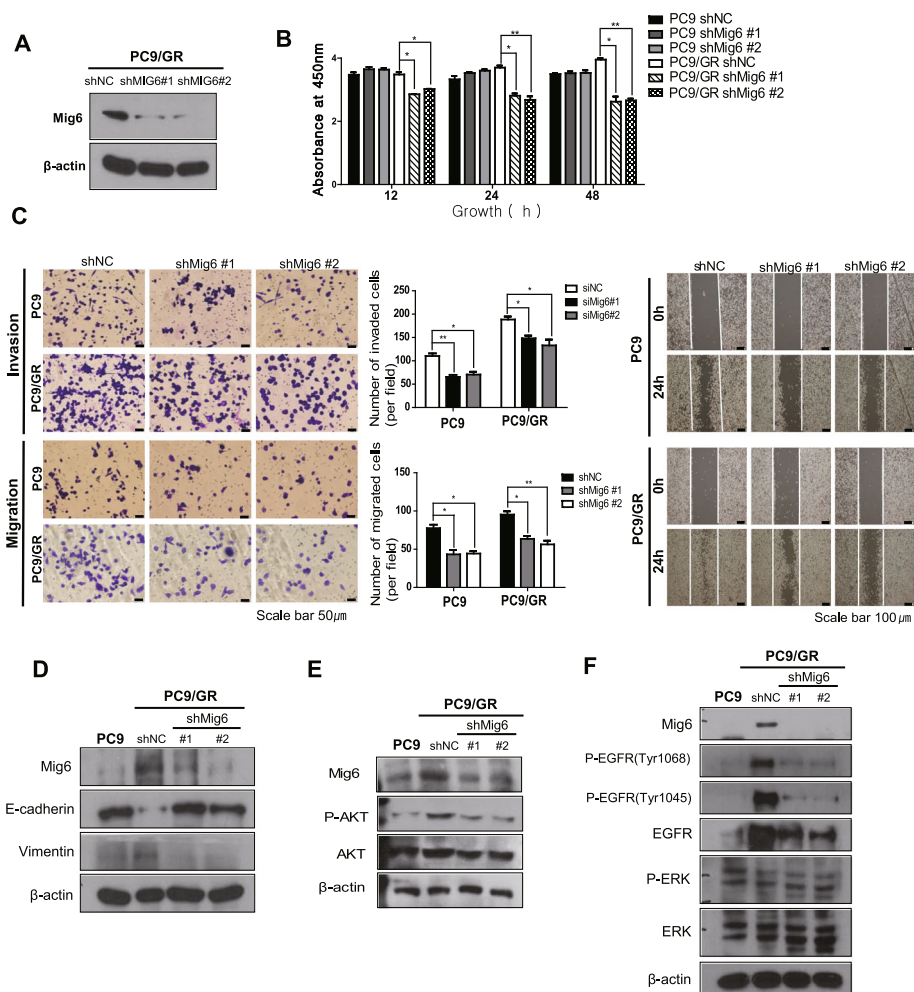 A
PC9/GR
shNC shMIG6#1 shMIG6#2
Mig6
β-actin
B
Absorbance at 450nm
6
4
2
0
12 24 48
Growth ( h)
* * * ** * **
PC9 shNC
PC9 shMig6 #1
PC9 shMig6 #2
PC9/GR shNC
PC9/GR shMig6 #1
PC9/GR shMig6 #2
C
shNC shMig6 #1 shMig6 #2
Invasion
PC9
PC9/GR
Migration
PC9
PC9/GR
Scale bar 50㎛
Number of invaded cells
(per field)
250
200
150
100
50
0
** * * *
PC9 PC9/GR
siNC
siMig6#1
siMig6#2
Number of migrated cells
(per field)
150
100
50
0
* * * **
PC9 PC9/GR
shNC
shMig6 #1
shMig6 #2
shNC shMig6 #1 shMig6 #2
PC9
0h
24h
PC9/GR
0h
24h
Scale bar 100㎛
D
PC9/GR
shMig6
PC9 shNC #1 #2
Mig6
E-cadherin
Vimentin
β-actin
E
PC9/GR
shMig6
PC9 shNC #1 #2
Mig6
P-AKT
AKT
β-actin
F
PC9/GR
shMig6
PC9 shNC #1 #2
Mig6
P-EGFR(Tyr1068)
P-EGFR(Tyr1045)
EGFR
P-ERK
ERK
β-actin